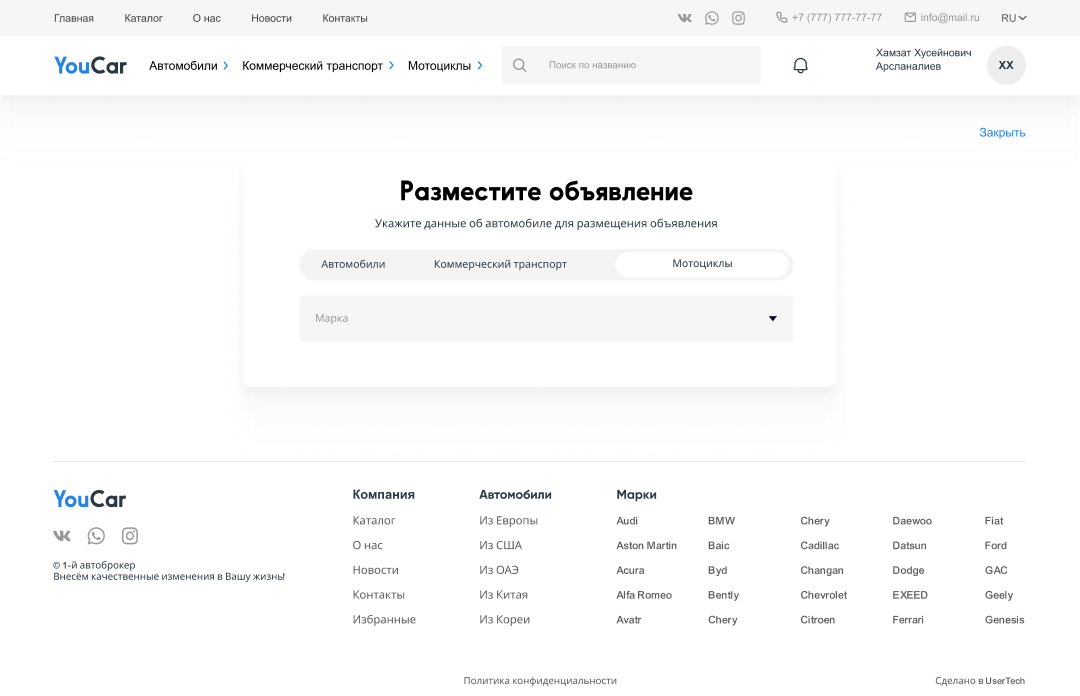 Главная Каталог О нас Новости Контакты +7 (777) 777-77-77 info@mail.ru RU
YouCar Автомобили Коммерческий транспорт Мотоциклы Поиск по названию Хамзат Хусейнович
Арсланалиев
XX
Закрыть
Разместите объявление
Укажите данные об автомобиле для размещения объявления
Автомобили Коммерческий транспорт Мотоциклы
Марка
YouCar
© 1-й автоброкер
Внесём качественные изменения в Вашу жизнь!
Компания
Каталог
О нас
Новости
Контакты
Избранные
Автомобили
Из Европы
Из США
Из ОАЭ
Из Китая
Из Кореи
Марки
Audi BMW Chery Daewoo Fiat
Aston Martin Baic Cadillac Datsun Ford
Acura Byd Changan Dodge GAC
Alfa Romeo Bently Chevrolet EXEED Geely
Avatr Chery Citroen Ferrari Genesis
Политика конфиденциальности Сделано в UserTech